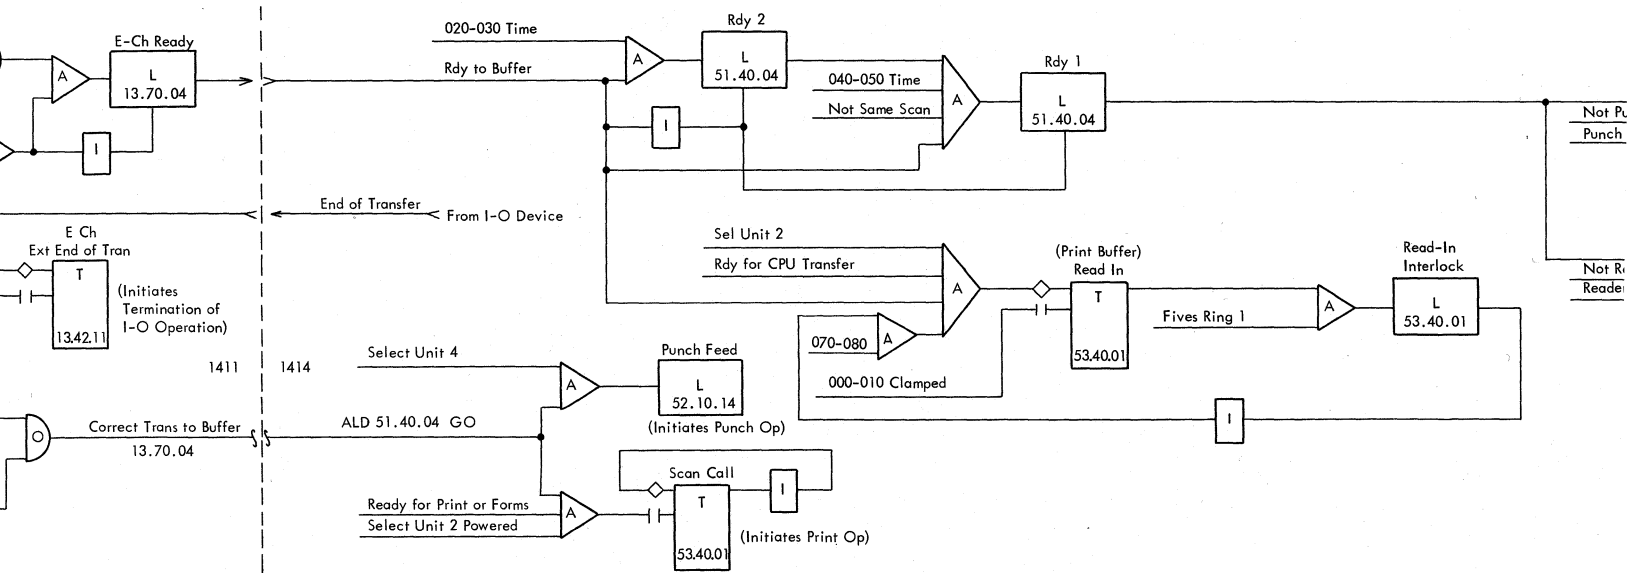 E-Ch Ready
A
L
13.70.04
I
020-030 Time
Rdy to Buffer
A
Rdy 2
L
51.40.04
I
040-050 Time
Not Same Scan
A
Rdy 1
L
51.40.04
Not
Punch
End of Transfer
From I-O Device
E Ch
Ext End of Tran
T
13.42.11
(Initiates
Termination of
I-O Operation)
1411
1414
Sel Unit 2
Rdy for CPU Transfer
A
070-080
A
000-010 Clamped
(Print Buffer)
Read In
T
53.40.01
Fives Ring 1
A
Read-In
Interlock
L
53.40.01
I
Not
Select Unit 4
A
Punch Feed
L
52.10.14
(Initiates Punch Op)
O
Correct Trans to Buffer
13.70.04
ALD 51.40.04 GO
Ready for Print or Forms
Select Unit 2 Powered
A
Scan Call
T
53.40.01
I
(Initiates Print Op)